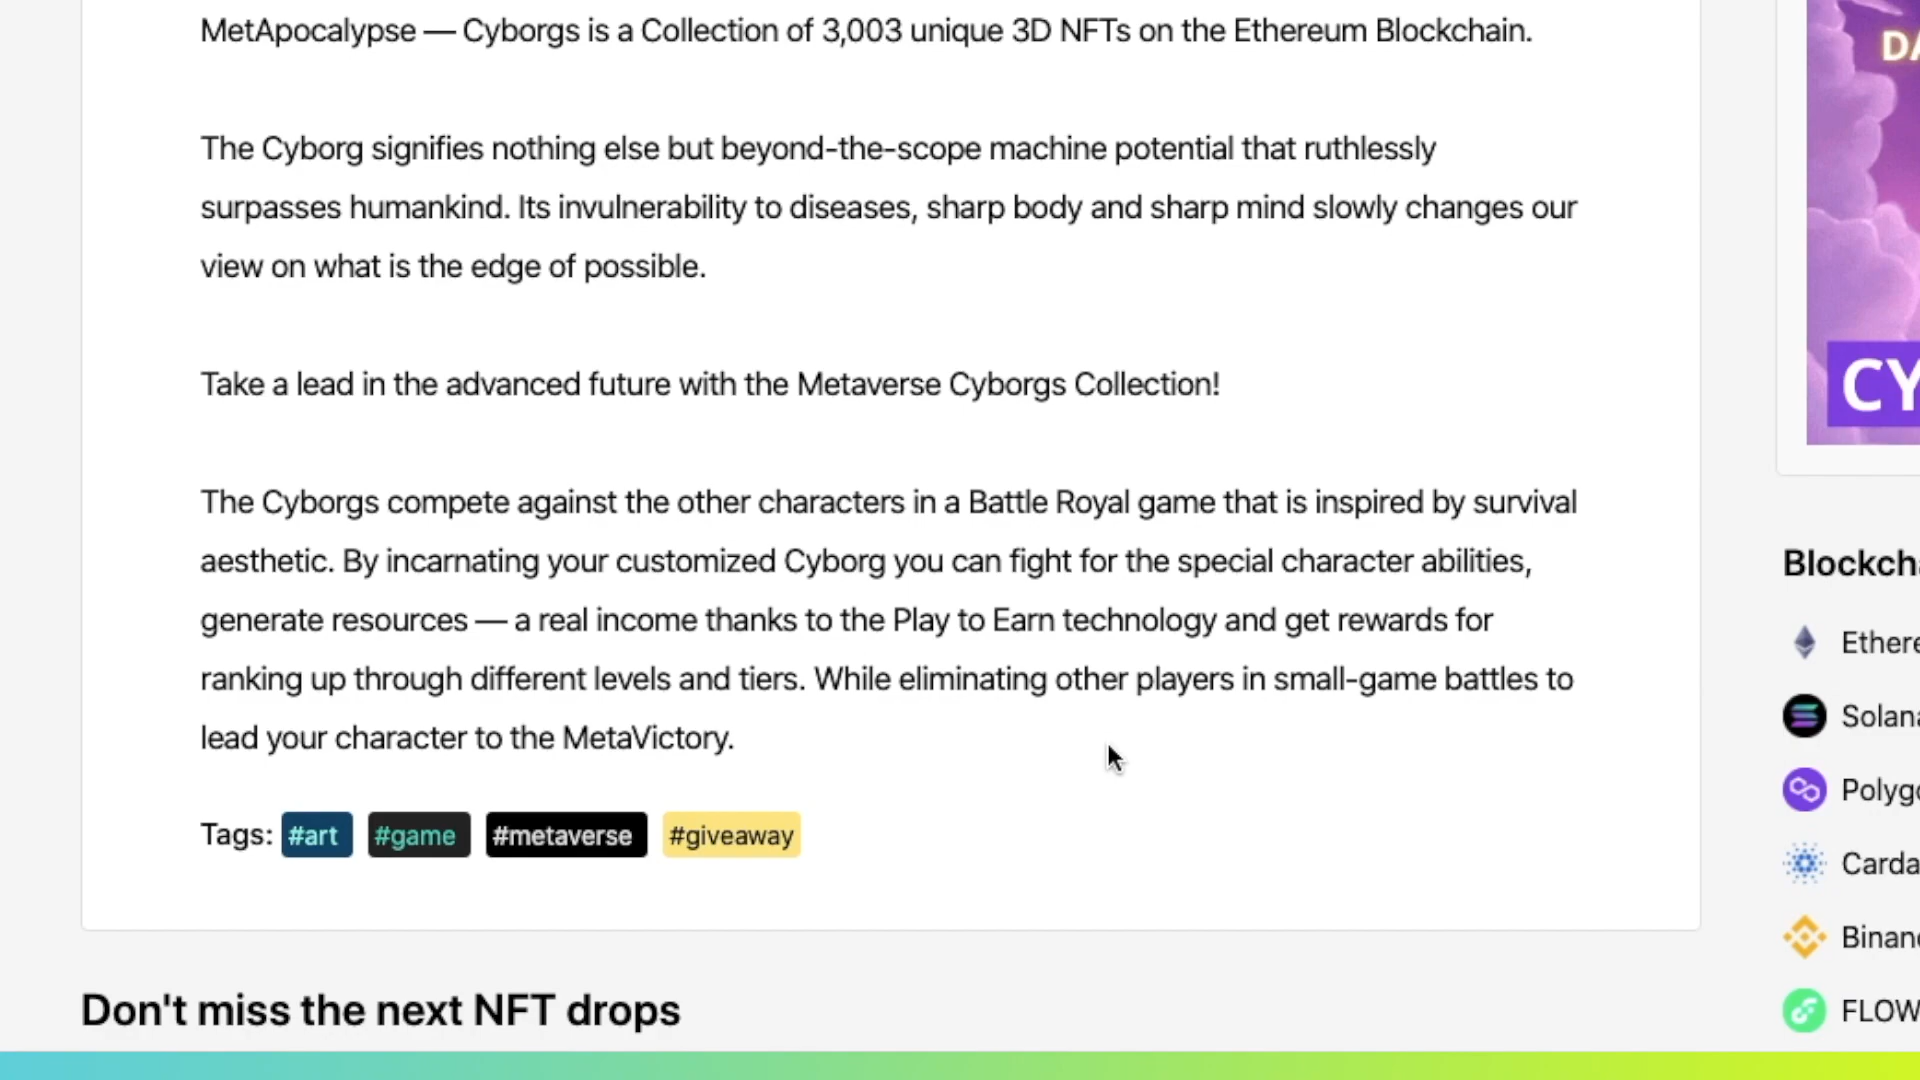 MetApocalypse — Cyborgs is a Collection of 3,003 unique 3D NFTs on the Ethereum Blockchain.
The Cyborg signifies nothing else but beyond-the-scope machine potential that ruthlessly
surpasses humankind. Its invulnerability to diseases, sharp body and sharp mind slowly changes our
view on what is the edge of possible.
Take a lead in the advanced future with the Metaverse Cyborgs Collection!
The Cyborgs compete against the other characters in a Battle Royal game that is inspired by survival
aesthetic. By incarnating your customized Cyborg you can fight for the special character abilities,
generate resources — a real income thanks to the Play to Earn technology and get rewards for
ranking up through different levels and tiers. While eliminating other players in small-game battles to
lead your character to the MetaVictory.
Tags: #art #game #metaverse #giveaway
Don't miss the next NFT drops
DA
CY
Blockch
Ethere
Solan
Polyg
Carda
Binan
FLOW